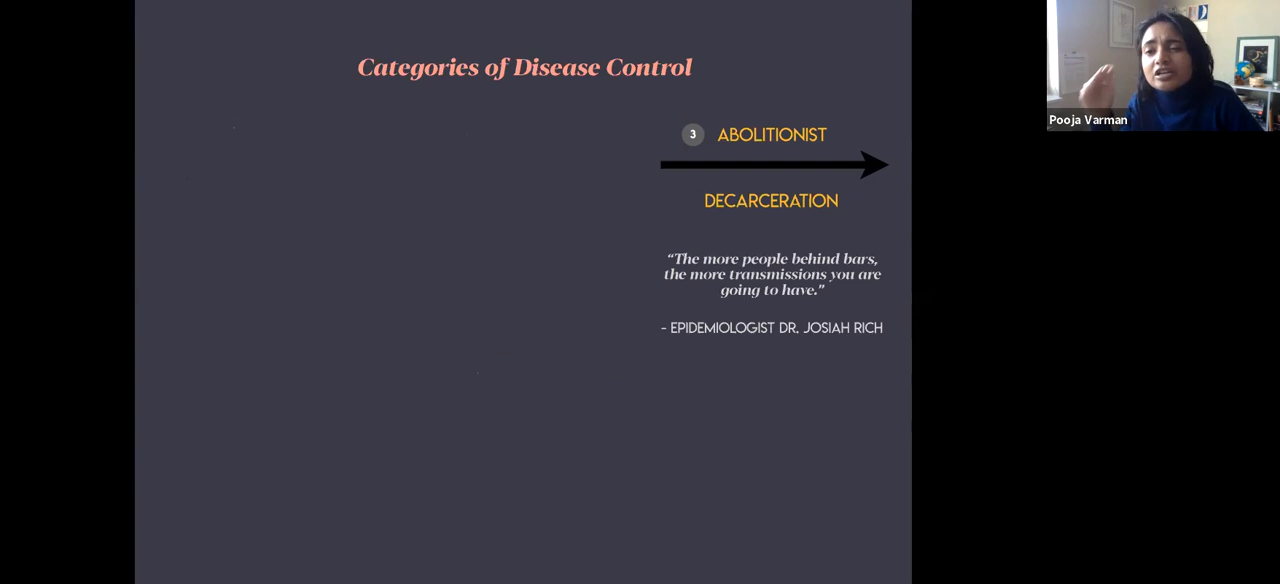 Categories of Disease Control
3 ABOLITIONIST
DECARCERATION
“The more people behind bars,
the more transmissions you are
going to have."
- EPIDEMIOLOGIST DR. JOSIAH RICH
Pooja Varman